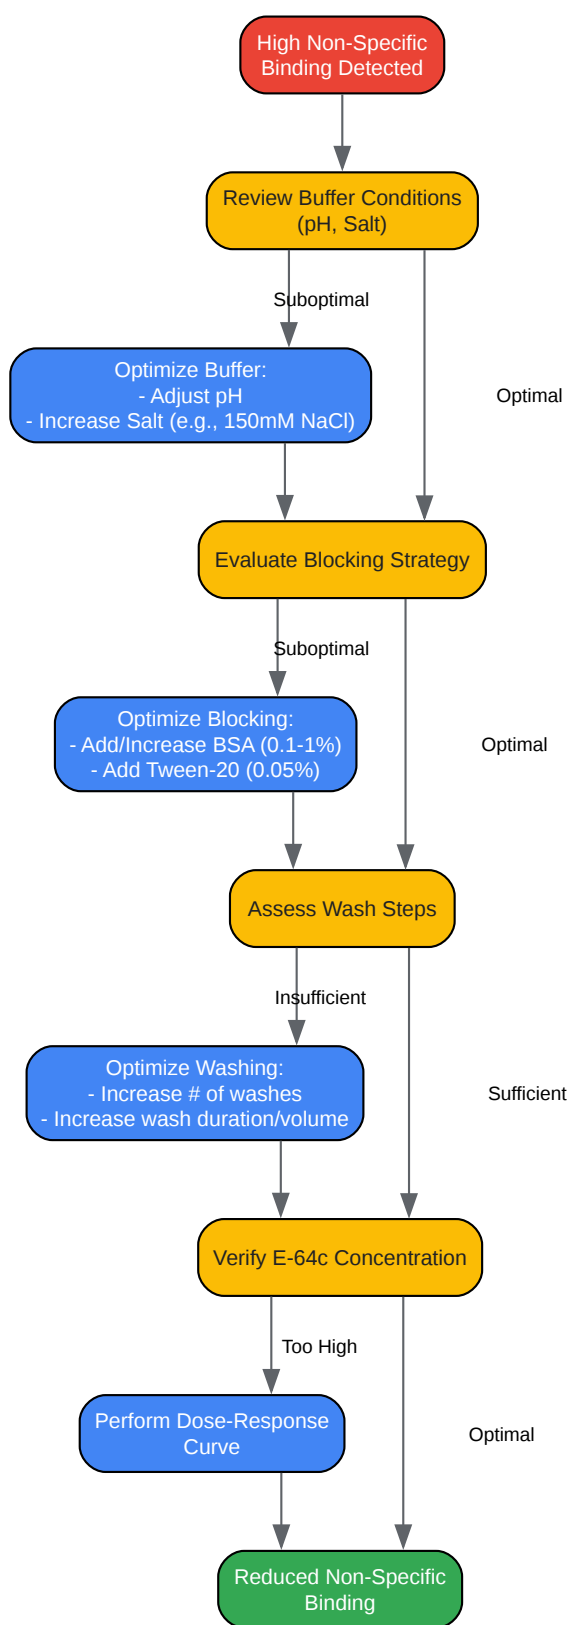 High Non-Specific
Binding Detected
Review Buffer Conditions
(pH, Salt)
Suboptimal
Optimize Buffer:
- Adjust pH
- Increase Salt (e.g., 150mM NaCl)
Optimal
Evaluate Blocking Strategy
Suboptimal
Optimize Blocking:
- Add/Increase BSA (0.1-1%)
- Add Tween-20 (0.05%)
Optimal
Assess Wash Steps
Insufficient
Optimize Washing:
- Increase # of washes
- Increase wash duration/volume
Sufficient
Verify E-64c Concentration
Too High
Perform Dose-Response
Curve
Optimal
Reduced Non-Specific
Binding